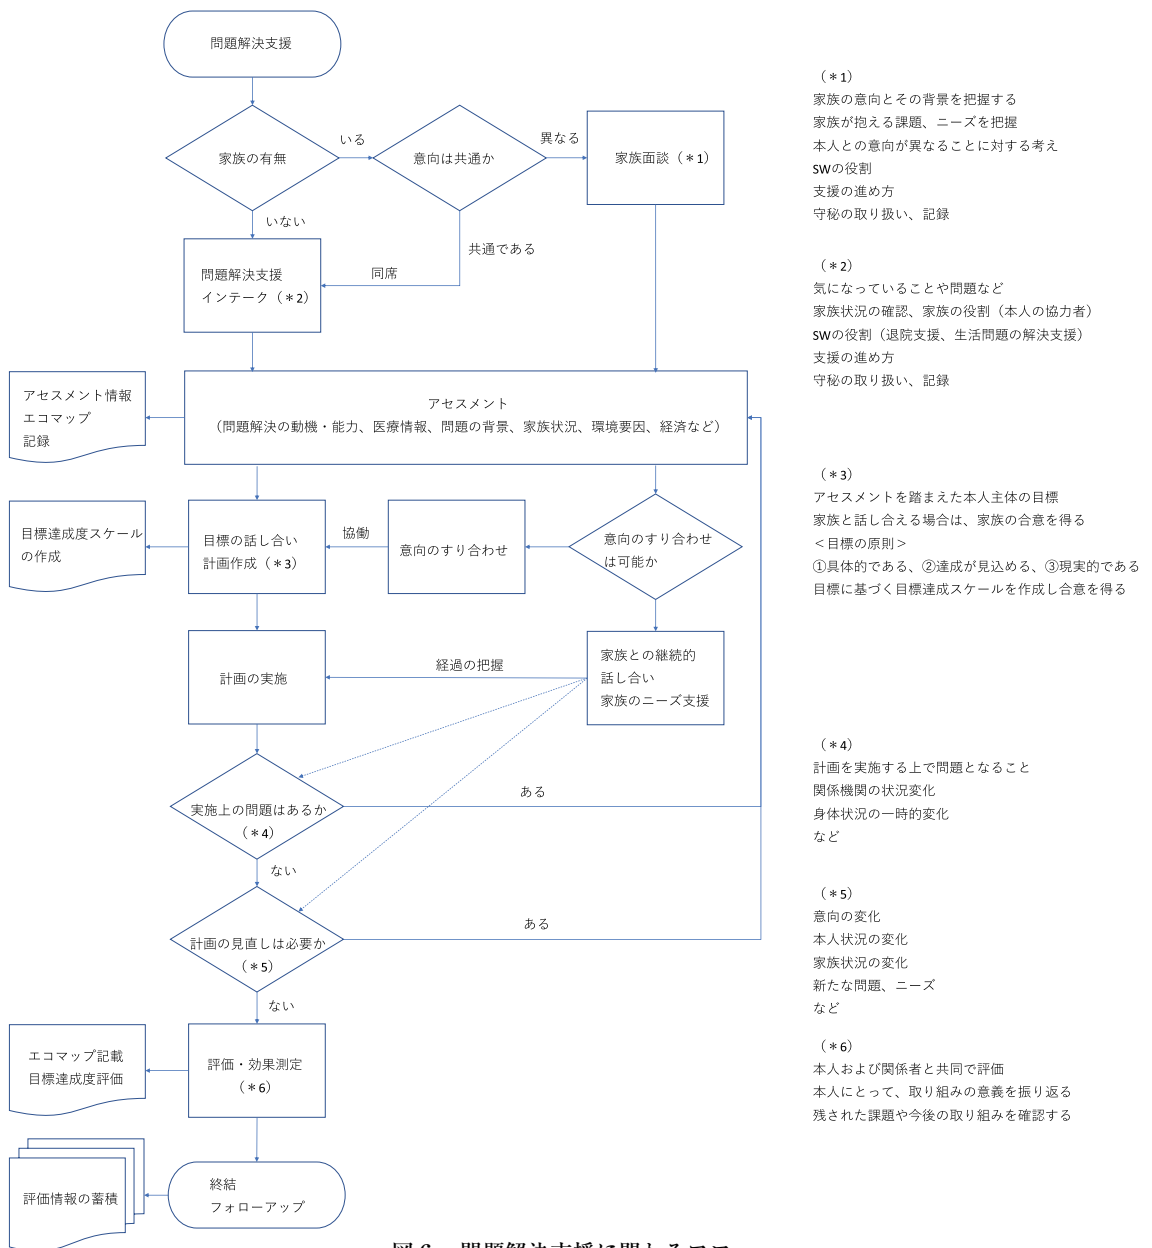 問題解決支援
家族の有無
いる
意向は共通か
異なる
家族面談（＊1）
いない
共通である
同席
問題解決支援
インテーク（＊2）
アセスメント
（問題解決の動機・能力、医療情報、問題の背景、家族状況、環境要因、経済など）
アセスメント情報
エコマップ
記録
目標達成度スケール
の作成
目標の話し合い
計画作成（＊3）
協働
意向のすり合わせ
意向のすり合わせ
は可能か
計画の実施
経過の把握
家族との継続的
話し合い
家族のニーズ支援
実施上の問題はあるか
（＊4）
ある
ない
計画の見直しは必要か
（＊5）
ある
ない
エコマップ記載
目標達成度評価
評価・効果測定
（＊6）
評価情報の蓄積
終結
フォローアップ
（＊1）
家族の意向とその背景を把握する
家族が抱える課題、ニーズを把握
本人との意向が異なることに対する考え
SWの役割
支援の進め方
守秘の取り扱い、記録
（＊2）
気になっていることや問題など
家族状況の確認、家族の役割（本人の協力者）
SWの役割（退院支援、生活問題の解決支援）
支援の進め方
守秘の取り扱い、記録
（＊3）
アセスメントを踏まえた本人主体の目標
家族と話し合える場合は、家族の合意を得る
＜目標の原則＞
①具体的である、②達成が見込める、③現実的である
目標に基づく目標達成スケールを作成し合意を得る
（＊4）
計画を実施する上で問題となること
関係機関の状況変化
身体状況の一時的変化
など
（＊5）
意向の変化
本人状況の変化
家族状況の変化
新たな問題、ニーズ
など
（＊6）
本人および関係者と共同で評価
本人にとって、取り組みの意義を振り返る
残された課題や今後の取り組みを確認する